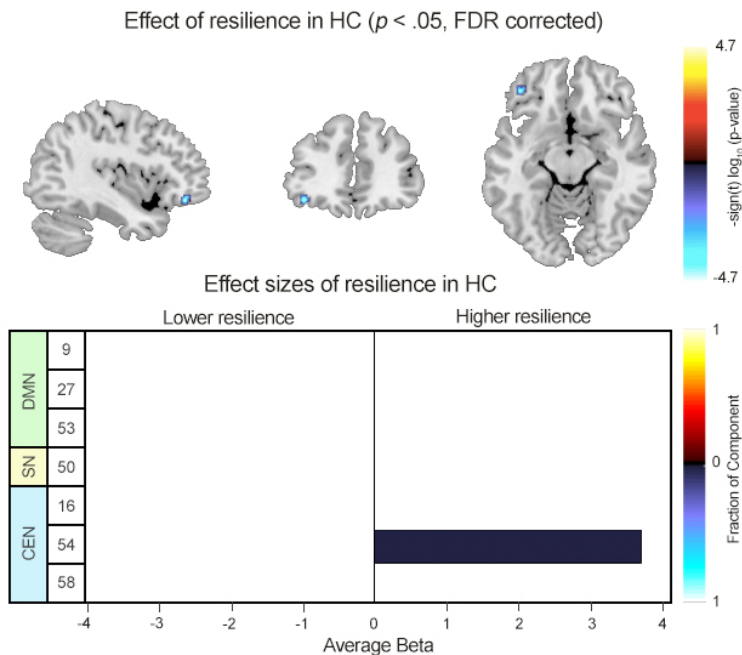 Effect of resilience in HC (p < .05, FDR corrected)
4.7
-sign(t) log10 (p-value)
-4.7
Effect sizes of resilience in HC
Lower resilience
Higher resilience
DMN
9
27
53
SN
50
CEN
16
54
58
-4
-3
-2
-1
0
1
2
3
4
Average Beta
1
0
1
Fraction of Component